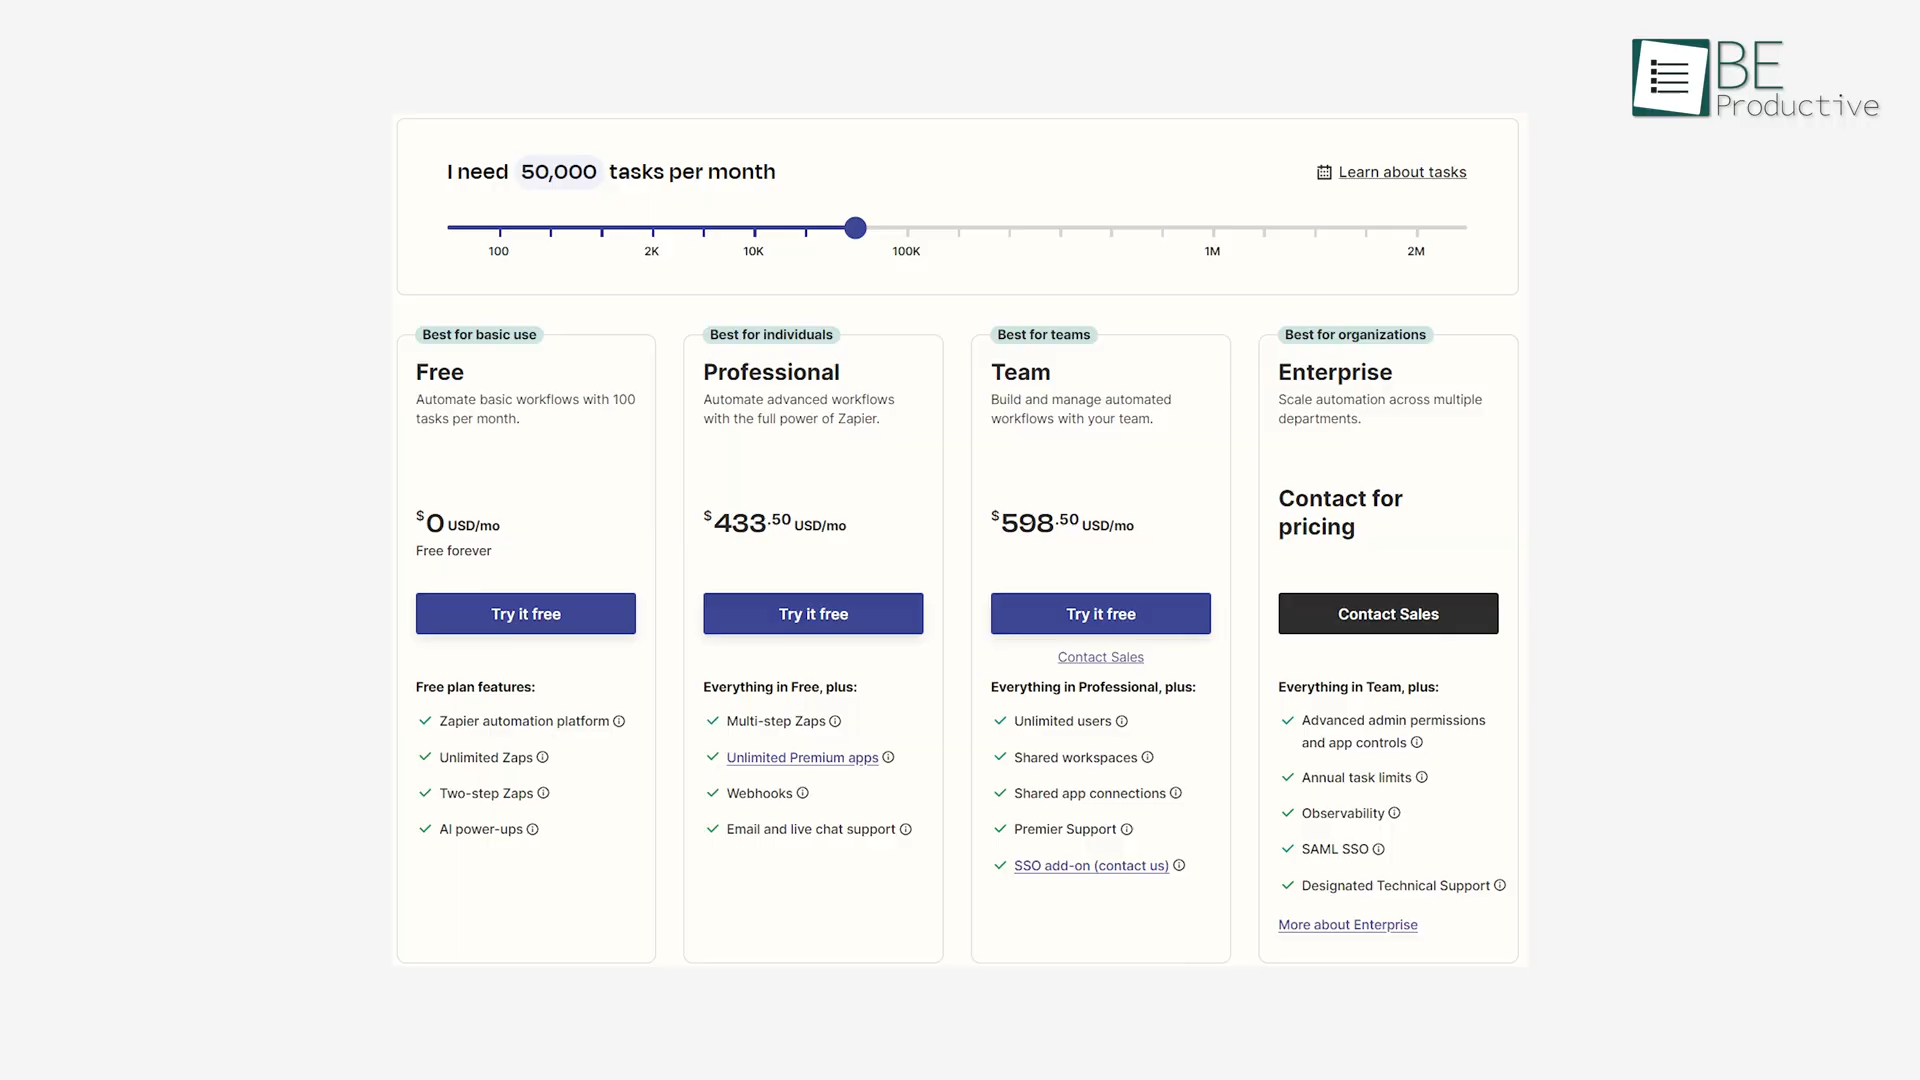 BE
Productive
I need 50,000 tasks per month
Learn about tasks
100 2K 10K 100K 1M 2M
Best for basic use
Free
Automate basic workflows with 100
tasks per month.
$0 USD/mo
Free forever
Try it free
Free plan features:
Zapier automation platform
Unlimited Zaps
Two-step Zaps
AI power-ups
Best for individuals
Professional
Automate advanced workflows
with the full power of Zapier.
$433.50 USD/mo
Try it free
Everything in Free, plus:
Multi-step Zaps
Unlimited Premium apps
Webhooks
Email and live chat support
Best for teams
Team
Build and manage automated
workflows with your team.
$598.50 USD/mo
Try it free
Contact Sales
Everything in Professional, plus:
Unlimited users
Shared workspaces
Shared app connections
Premier Support
SSO add-on (contact us)
Best for organizations
Enterprise
Scale automation across multiple
departments.
Contact for
pricing
Contact Sales
Everything in Team, plus:
Advanced admin permissions
and app controls
Annual task limits
Observability
SAML SSO
Designated Technical Support
More about Enterprise